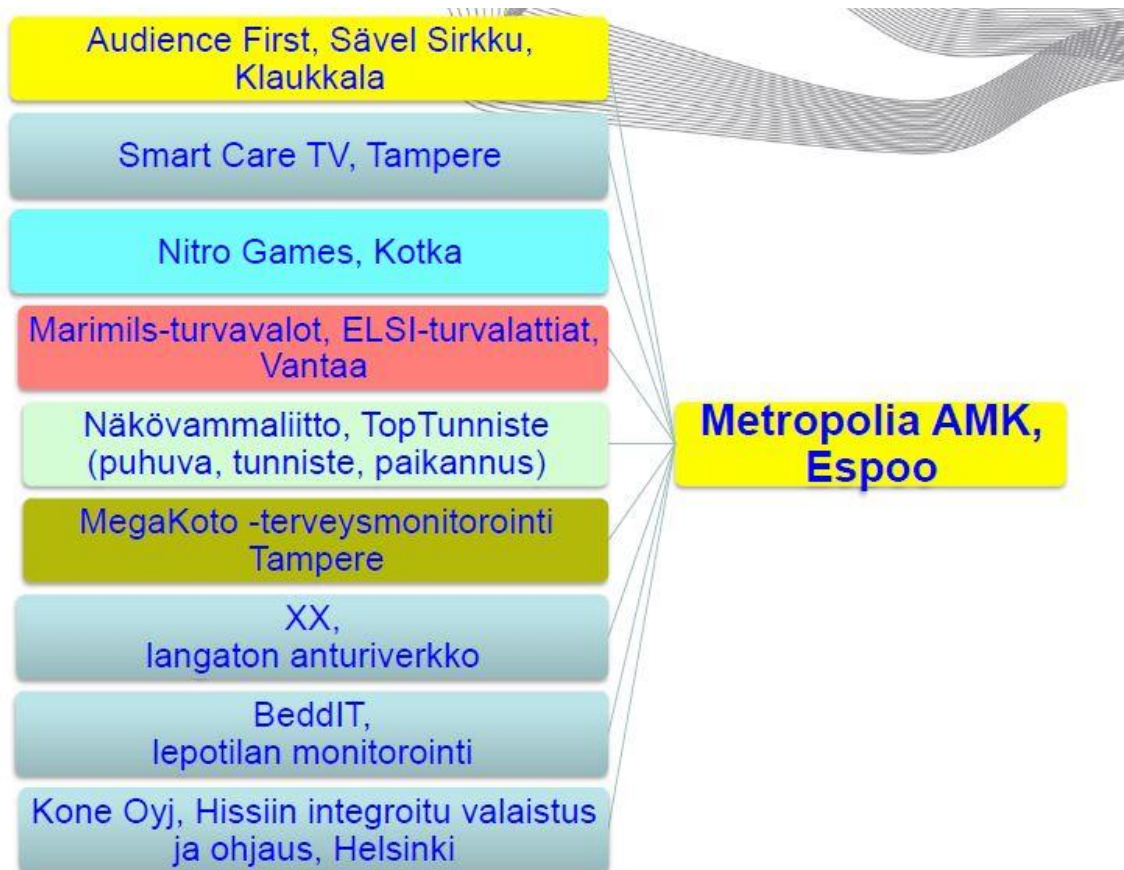 Audience First, Sävel Sirkku,
Klaukkala
Smart Care TV, Tampere
Nitro Games, Kotka
Marimils-turvavalot, ELSI-turvalattiat,
Vantaa
Näkövammaliitto, TopTunniste
(puhuva, tunniste, paikannus)
MegaKoto -terveysmonitorointi
Tampere
XX,
langaton anturiverkko
BeddIT,
lepotilan monitorointi
Kone Oyj, Hissiin integroitu valaistus
ja ohjaus, Helsinki
Metropolia AMK,
Espoo